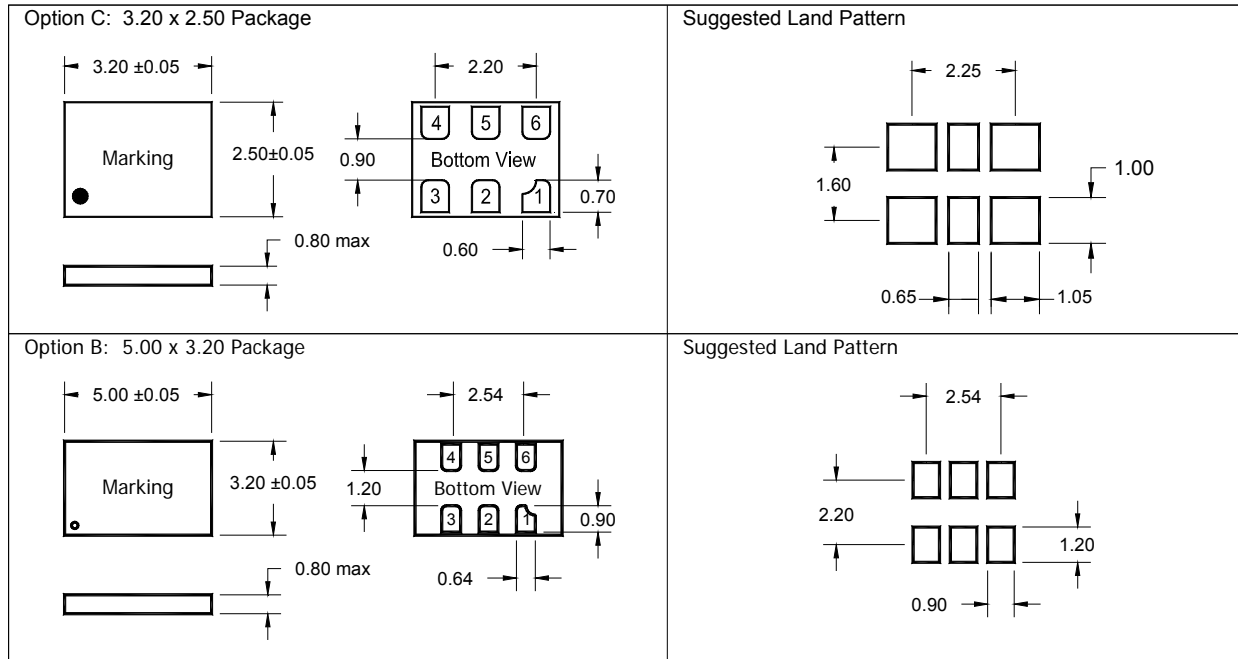 Option C: 3.20 x 2.50 Package
3.20 ±0.05
Marking
2.50±0.05
0.80 max
2.20
4 5 6
0.90
Bottom View
3 2 1
0.70
0.60
Suggested Land Pattern
2.25
1.60
1.00
0.65
1.05
Option B: 5.00 x 3.20 Package
5.00 ±0.05
Marking
3.20 ±0.05
0.80 max
2.54
4 5 6
1.20
Bottom View
3 2 1
0.90
0.64
Suggested Land Pattern
2.54
2.20
1.20
0.90